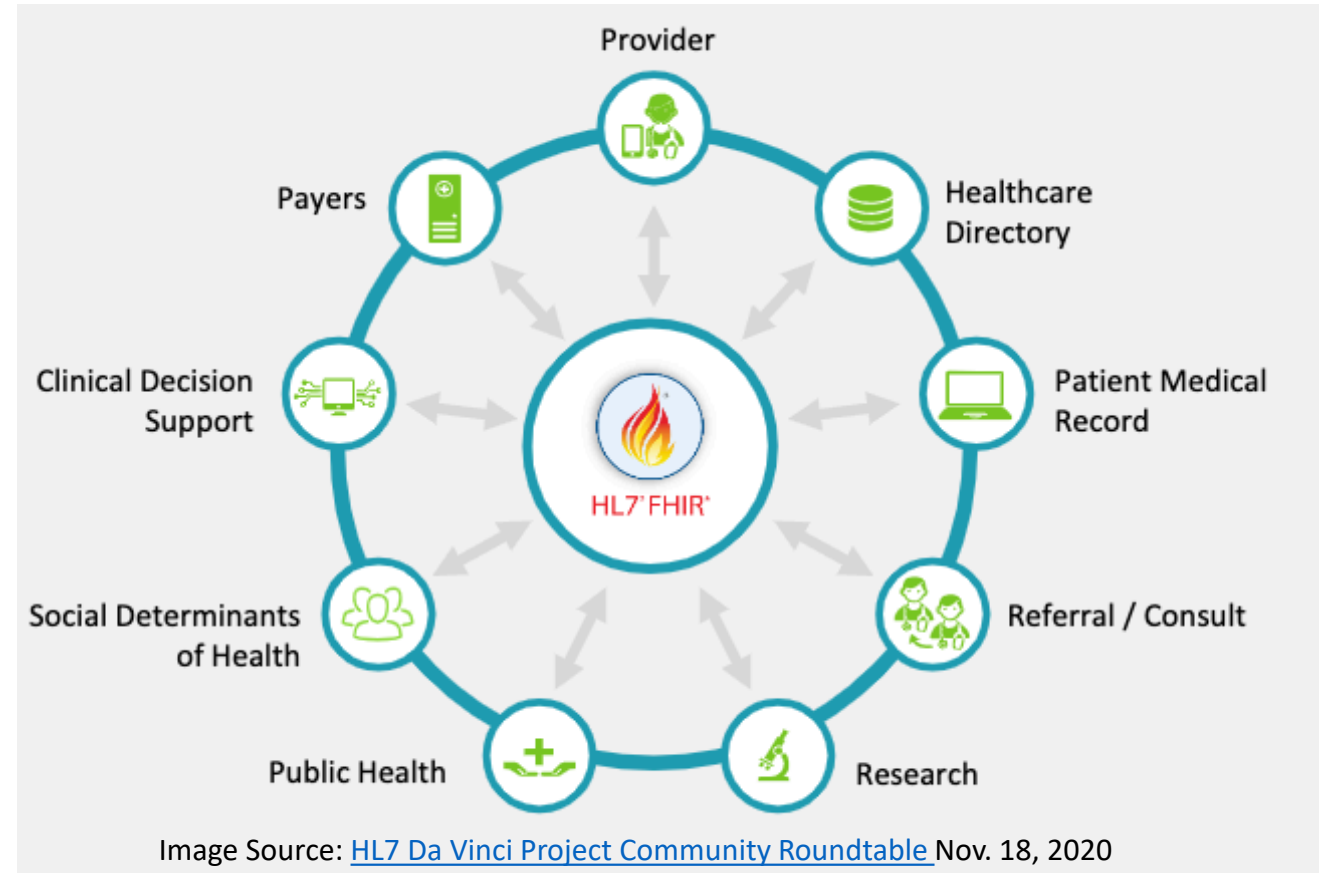 Provider
Payers
Healthcare
Directory
Clinical Decision
Support
Patient Medical
Record
HL7® FHIR®
Social Determinants
of Health
Referral / Consult
Public Health
Research
Image Source: HL7 Da Vinci Project Community Roundtable Nov. 18, 2020